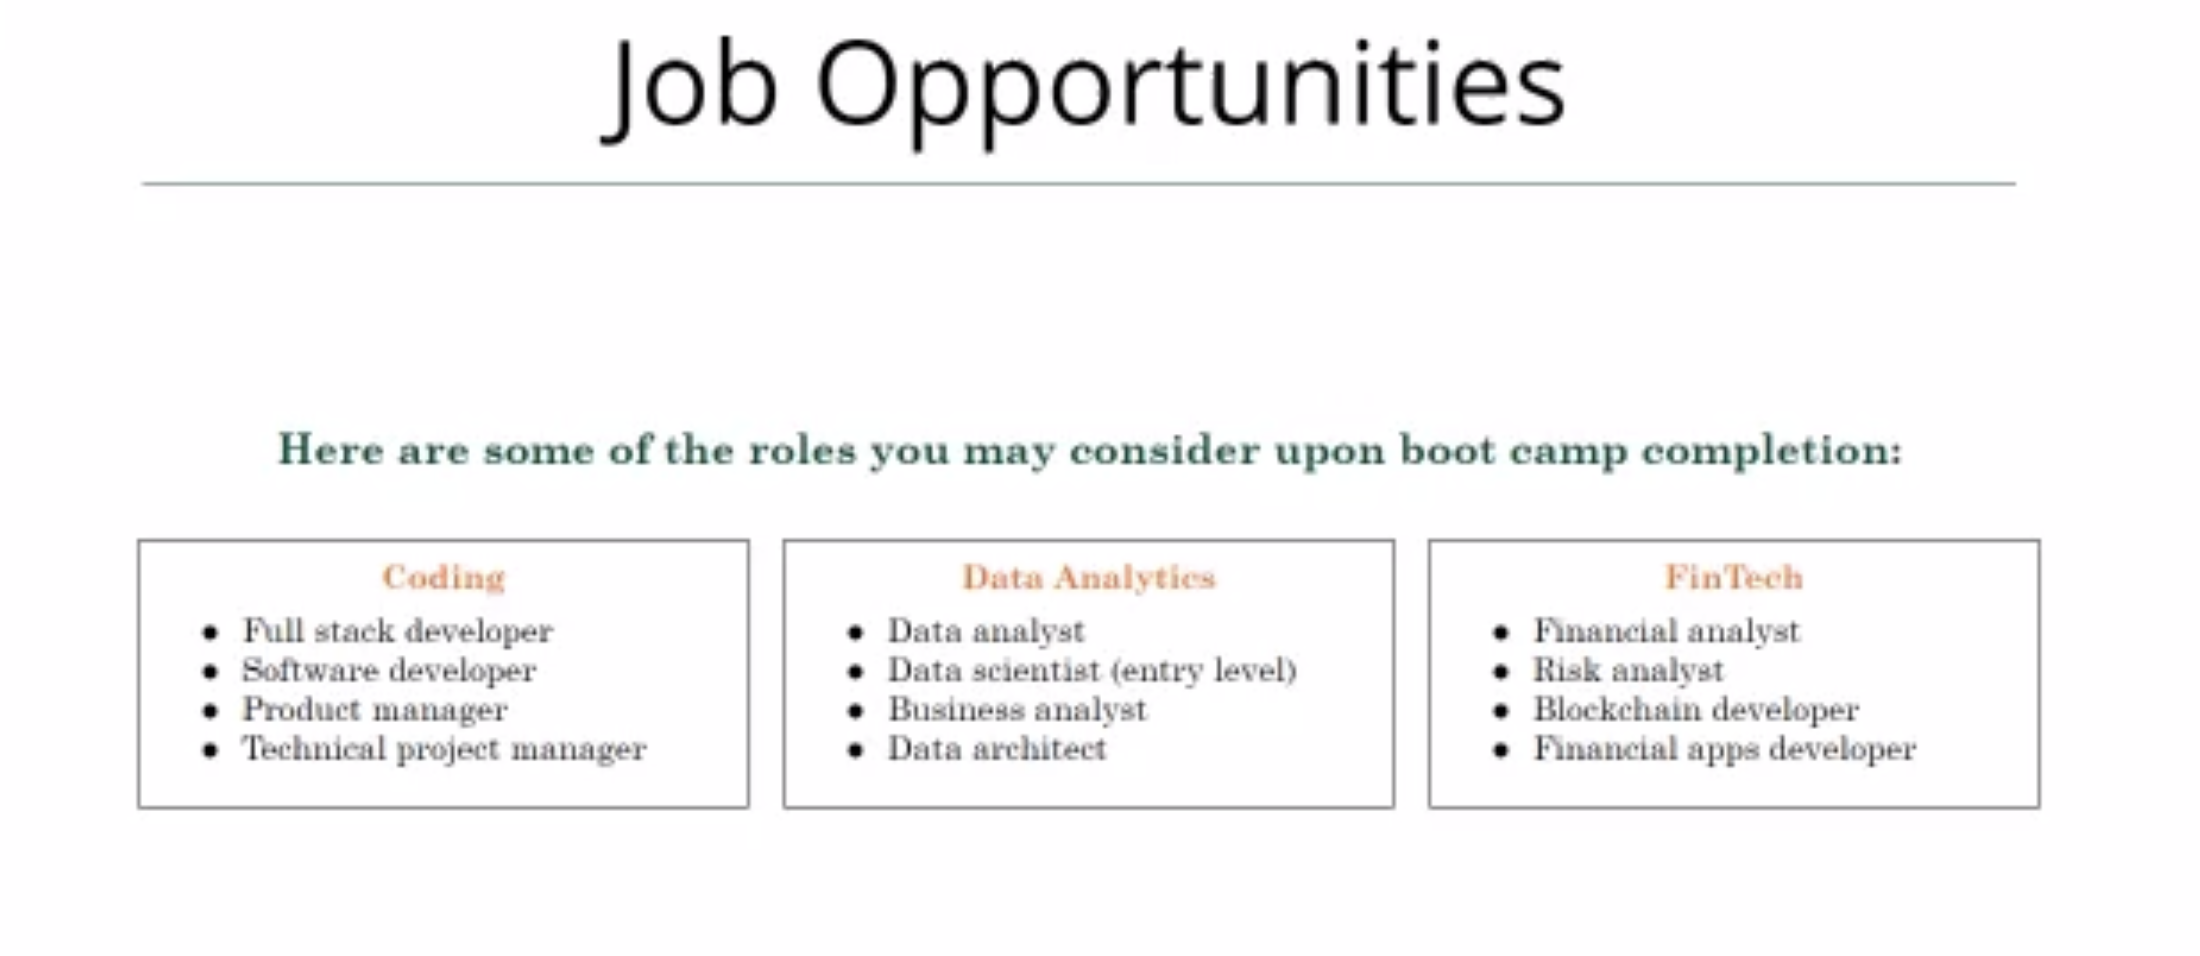 Job Opportunities
Here are some of the roles you may consider upon boot camp completion:
Coding
● Full stack developer
● Software developer
● Product manager
● Technical project manager
Data Analytics
● Data analyst
● Data scientist (entry level)
● Business analyst
● Data architect
FinTech
● Financial analyst
● Risk analyst
● Blockchain developer
● Financial apps developer